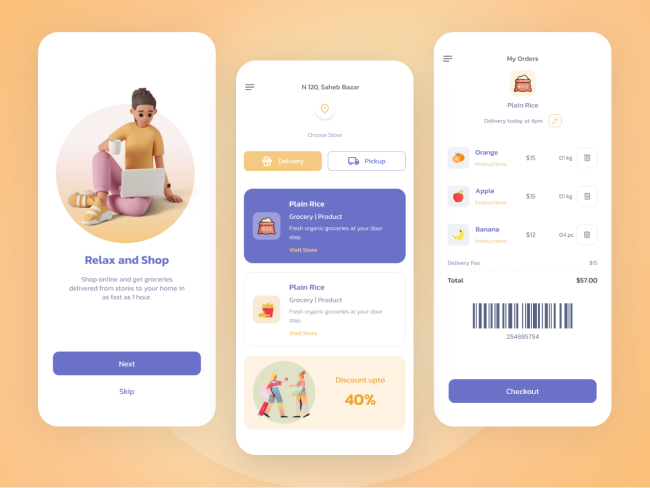 Relax and Shop
Shop online and get groceries
delivered from stores to your home in
as fast as 1 hour.
Next
Skip
N 120, Saheb Bazar
Choose Store
Delivery
Pickup
Plain Rice
Grocery | Product
Fresh organic groceries at your door
step.
Visit Store
Plain Rice
Grocery | Product
Fresh organic groceries at your door
step.
Visit Store
Discount upto
40%
My Orders
RICE
Plain Rice
Delivery today at 4pm
Orange
Instructions
$15
01 kg
Apple
Instructions
$15
01 kg
Banana
Instructions
$12
04 pc
Delivery Fee
$15
Total
$57.00
254685754
Checkout